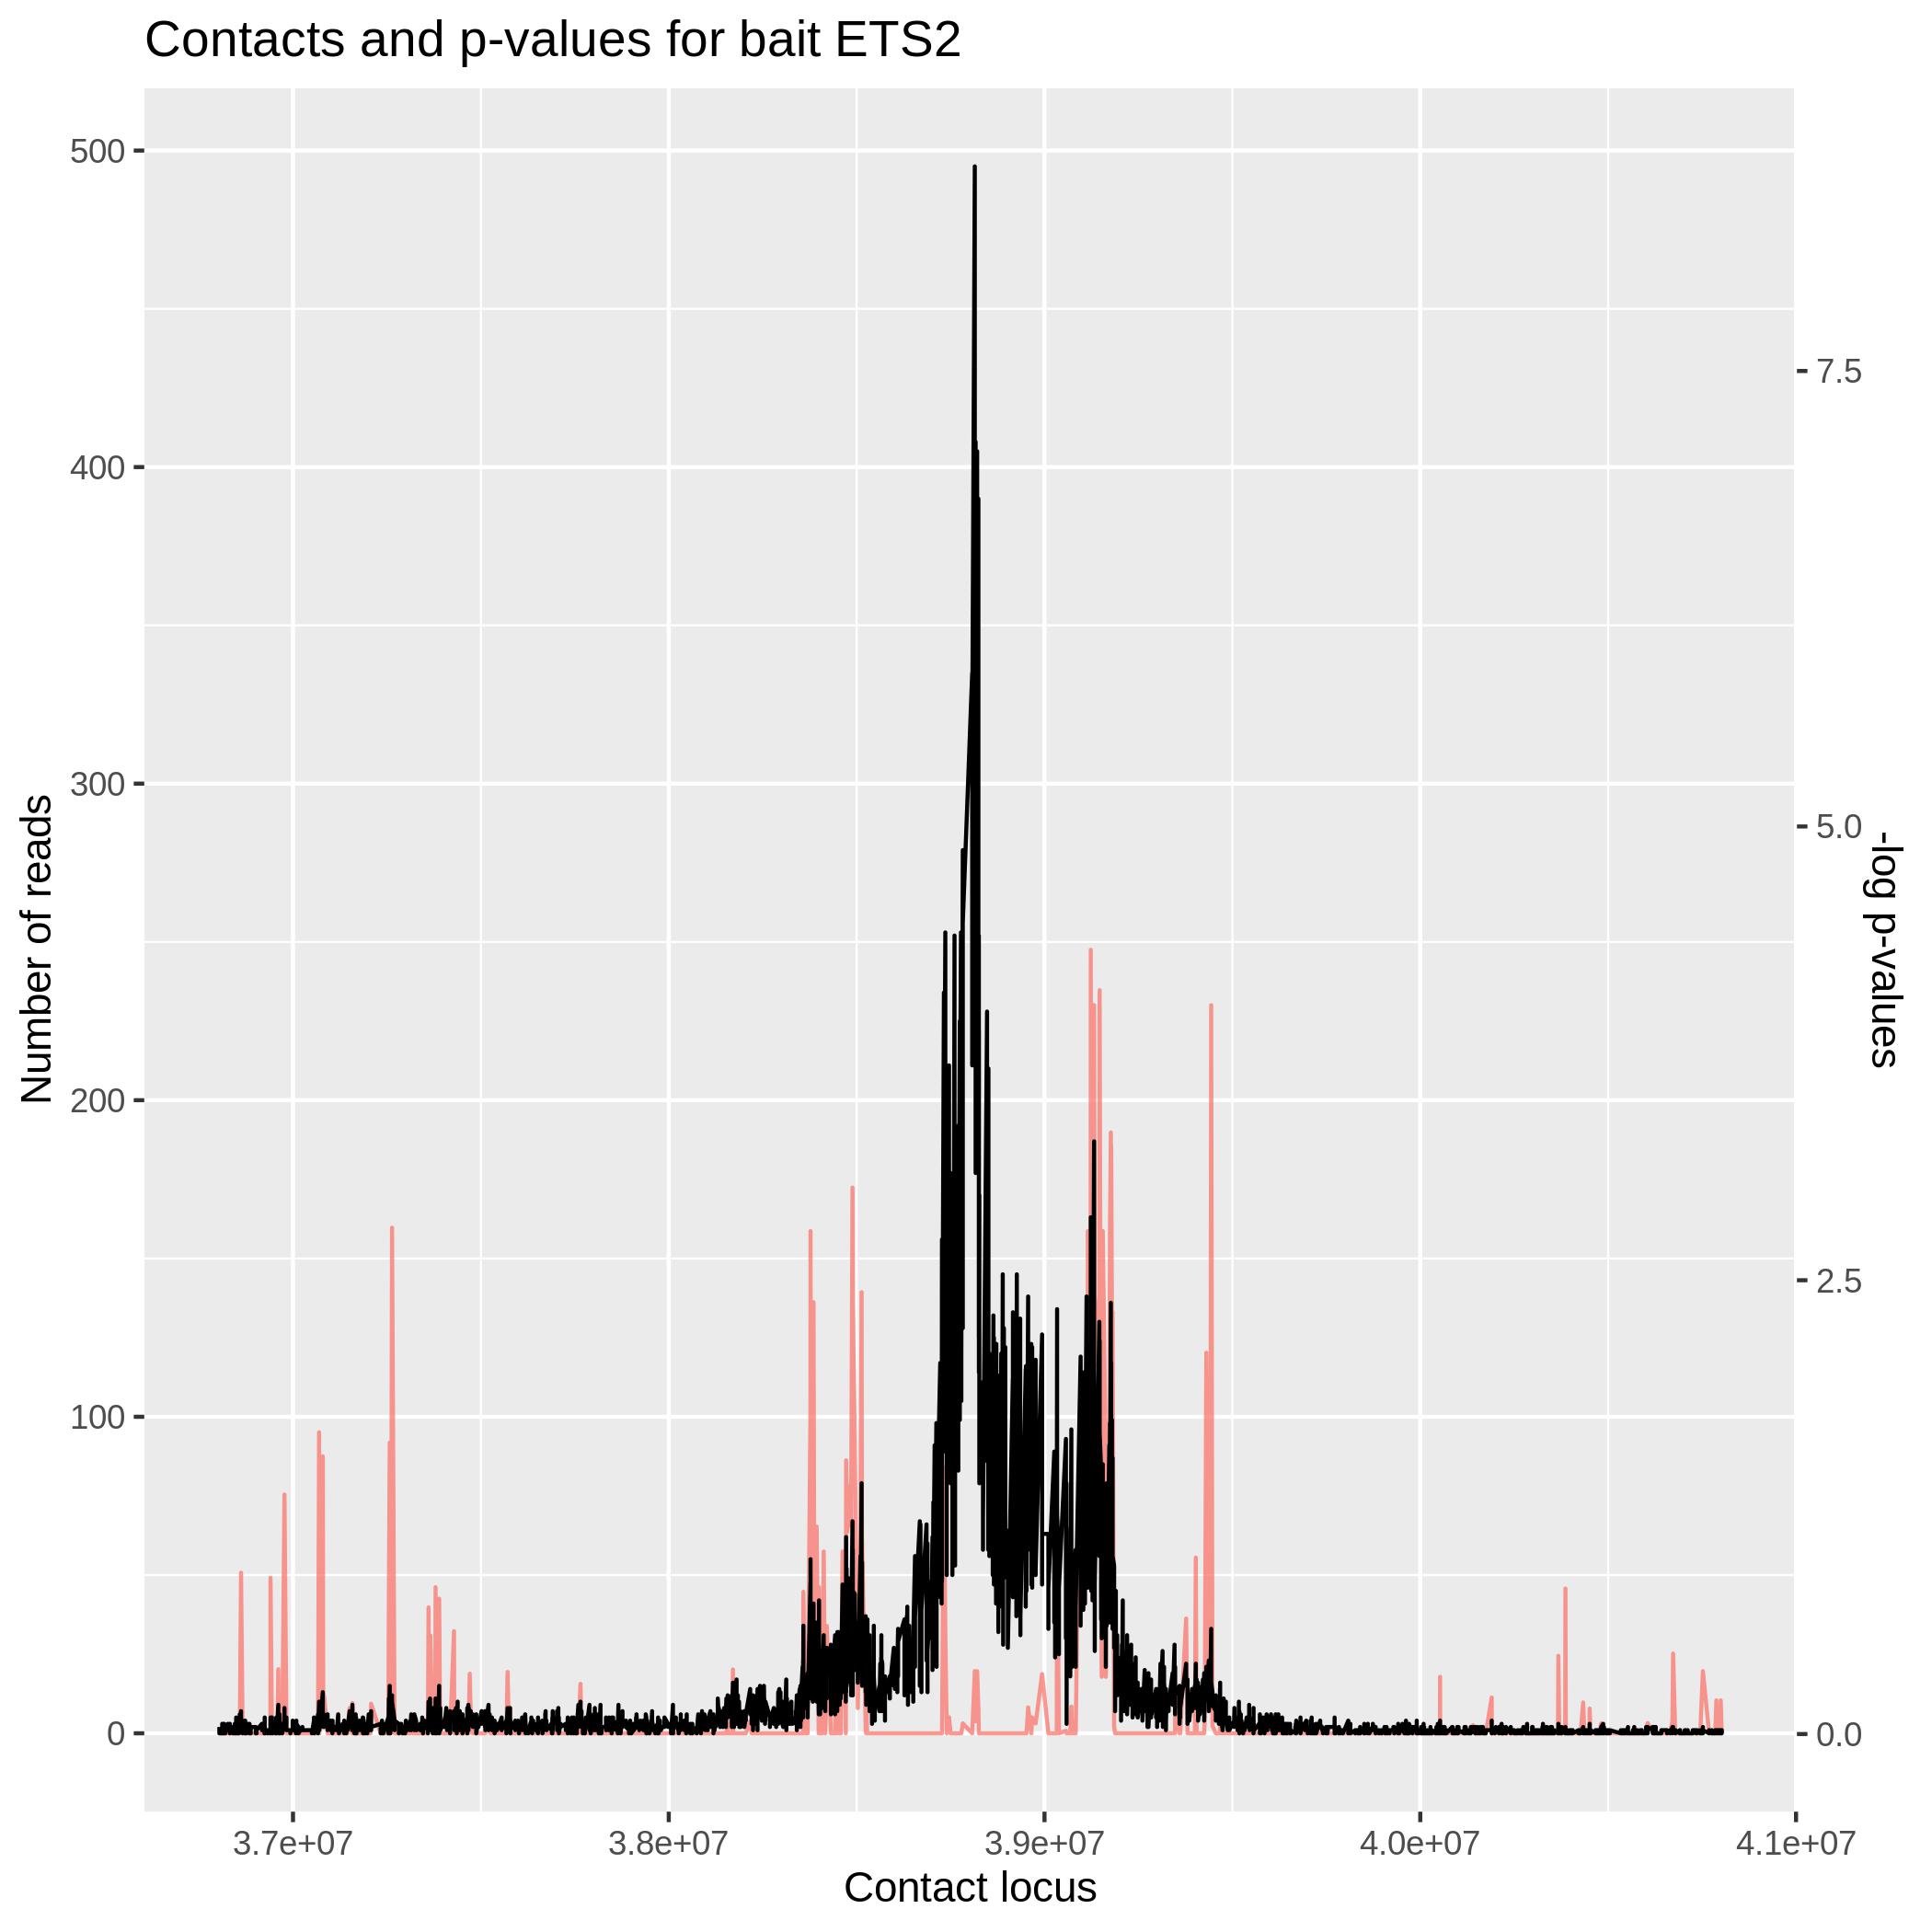 Contacts and p-values for bait ETS2
500
400
300
200
100
0
Number of reads
7.5
5.0
2.5
0.0
-log p-values
3.7e+07
3.8e+07
3.9e+07
4.0e+07
4.1e+07
Contact locus